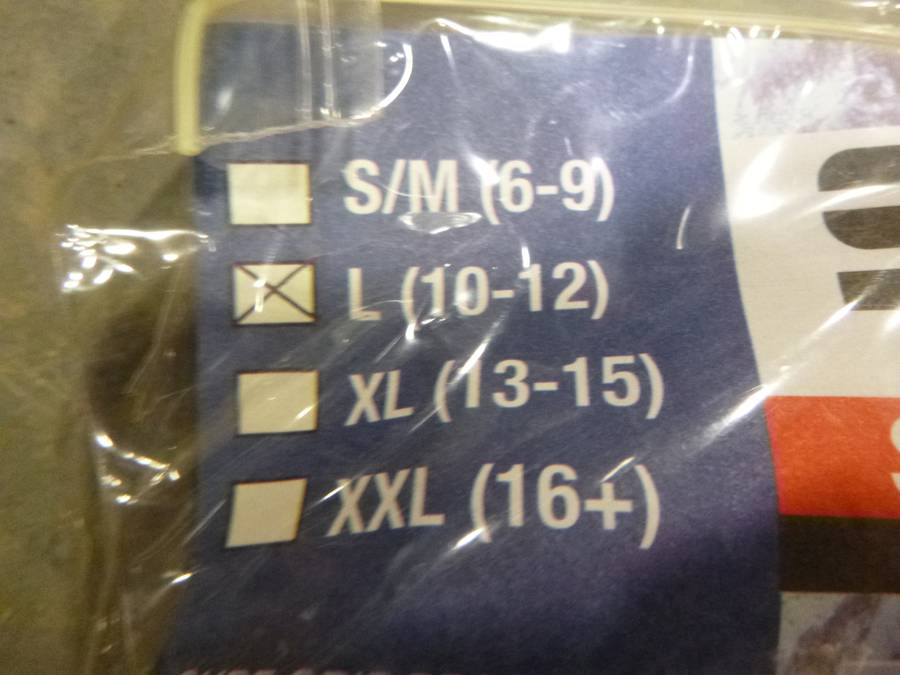 S/M (6-9)
L (10-12)
XL (13-15)
XXL (16+)